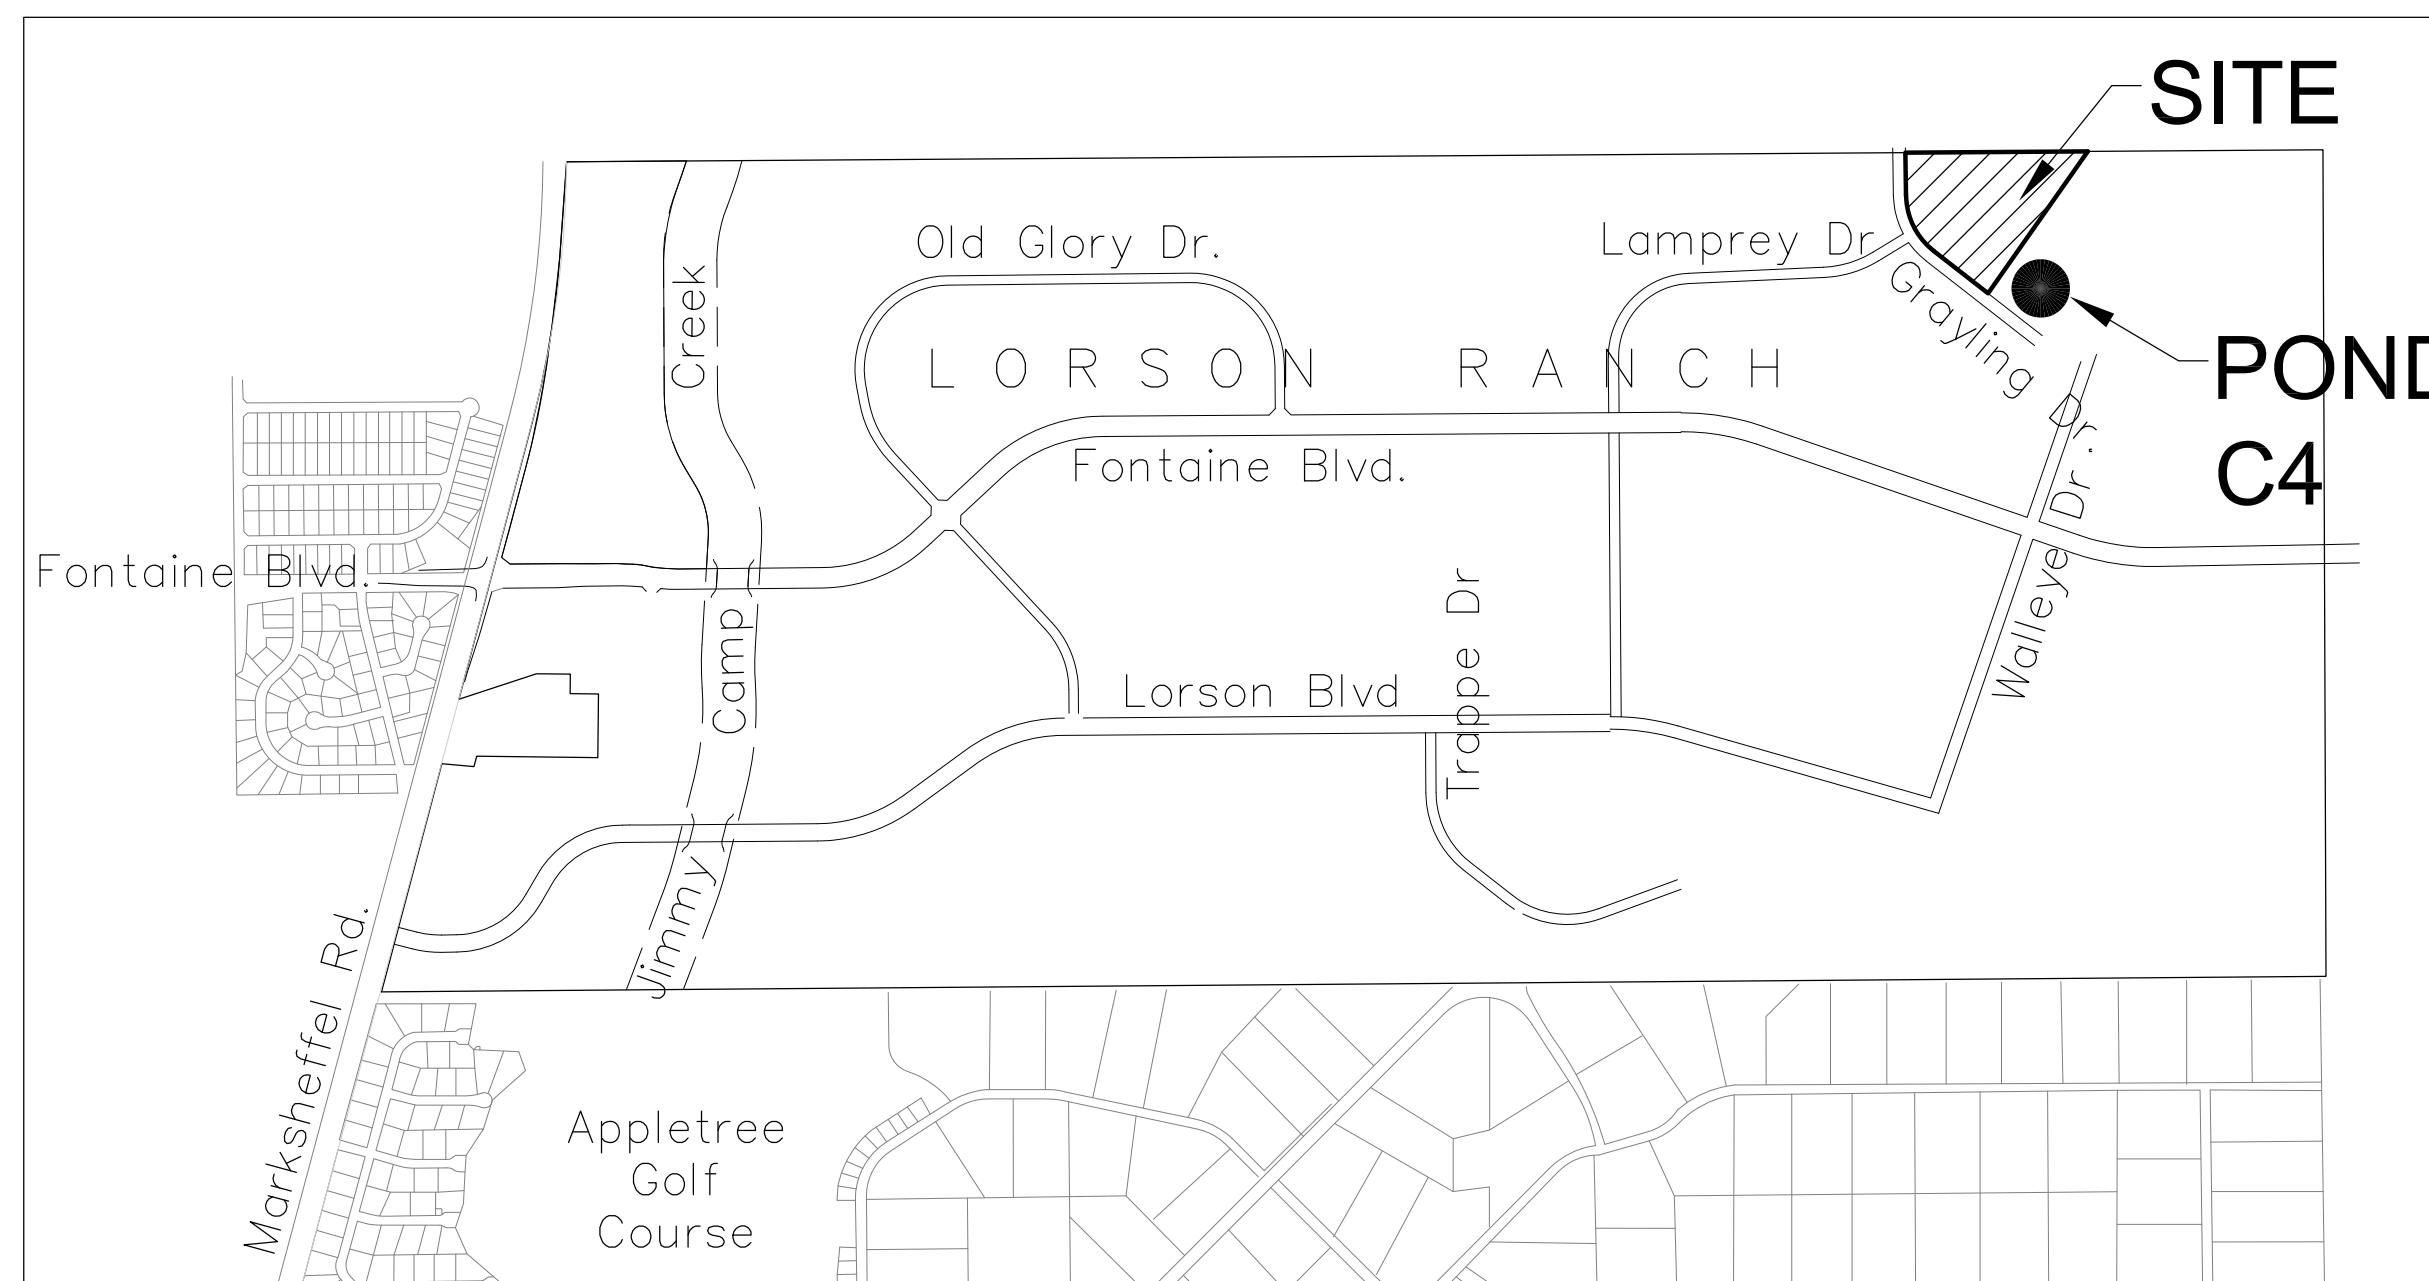 SITE
Old Glory Dr.
Lamprey Dr
Grayling Dr.
LORSON RANCH
POND
C4
Fontaine Blvd.
Fontaine Blvd.
Jimmy Camp Creek
Trappe Dr
Walleye Dr.
Lorson Blvd
Marksheffel Rd.
Appletree
Golf
Course